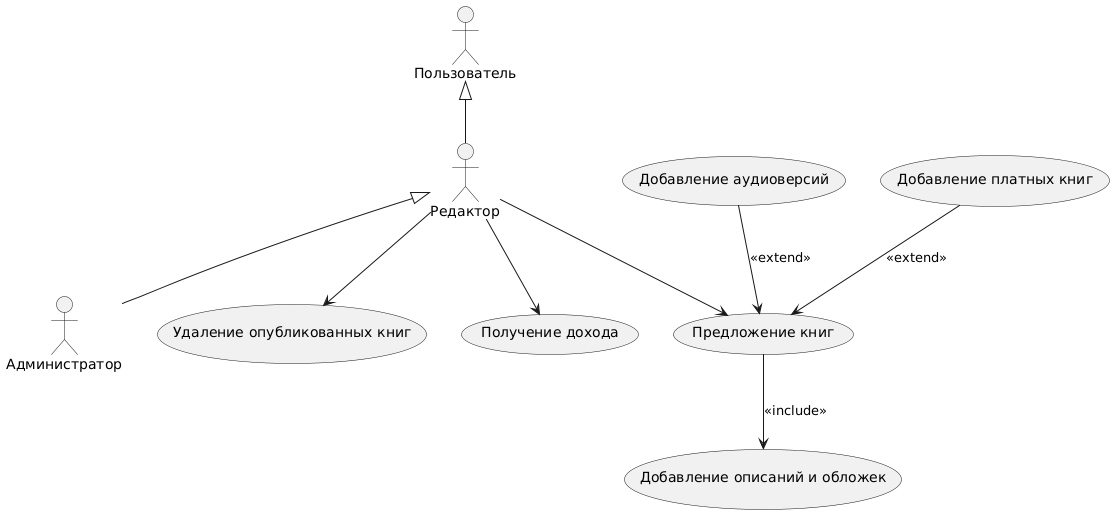 Пользователь
Редактор
Добавление аудиоверсий
Добавление платных книг
«extend»
«extend»
Администратор
Удаление опубликованных книг
Получение дохода
Предложение книг
«include»
Добавление описаний и обложек